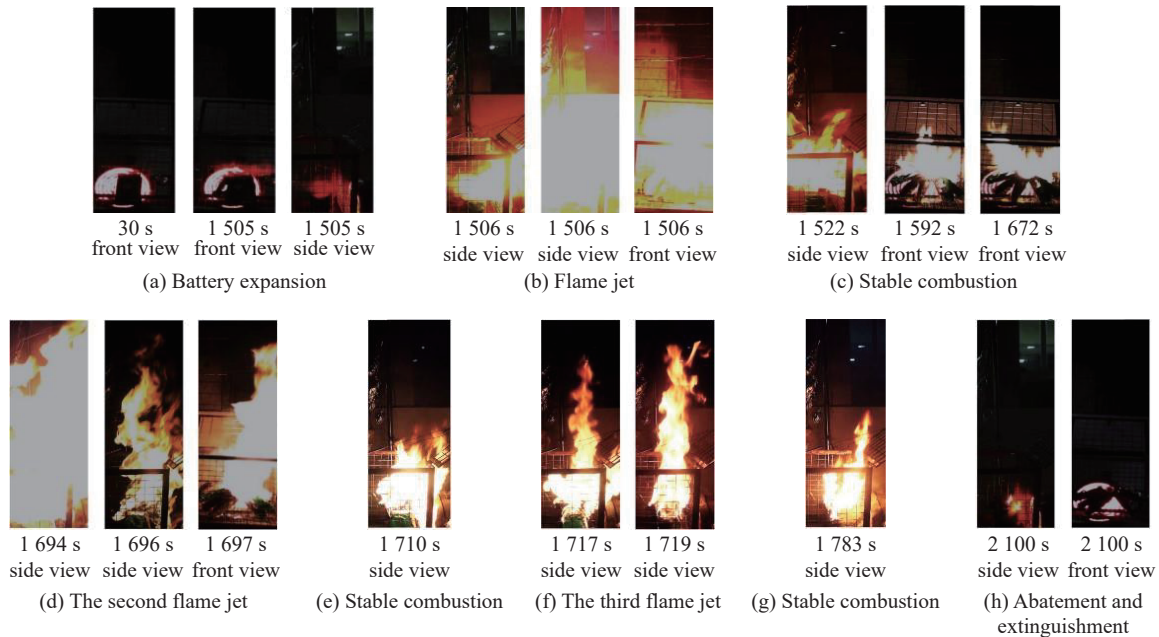 30 s 1 505 s 1 505 s
front view front view side view
(a) Battery expansion
1 506 s 1 506 s 1 506 s
side view side view front view
(b) Flame jet
1 522 s 1 592 s 1 672 s
side view front view front view
(c) Stable combustion
1 694 s 1 696 s 1 697 s
side view side view front view
(d) The second flame jet
1 710 s
side view
(e) Stable combustion
1 717 s 1 719 s
side view side view
(f) The third flame jet
1 783 s
side view
(g) Stable combustion
2 100 s 2 100 s
side view front view
(h) Abatement and
extinguishment